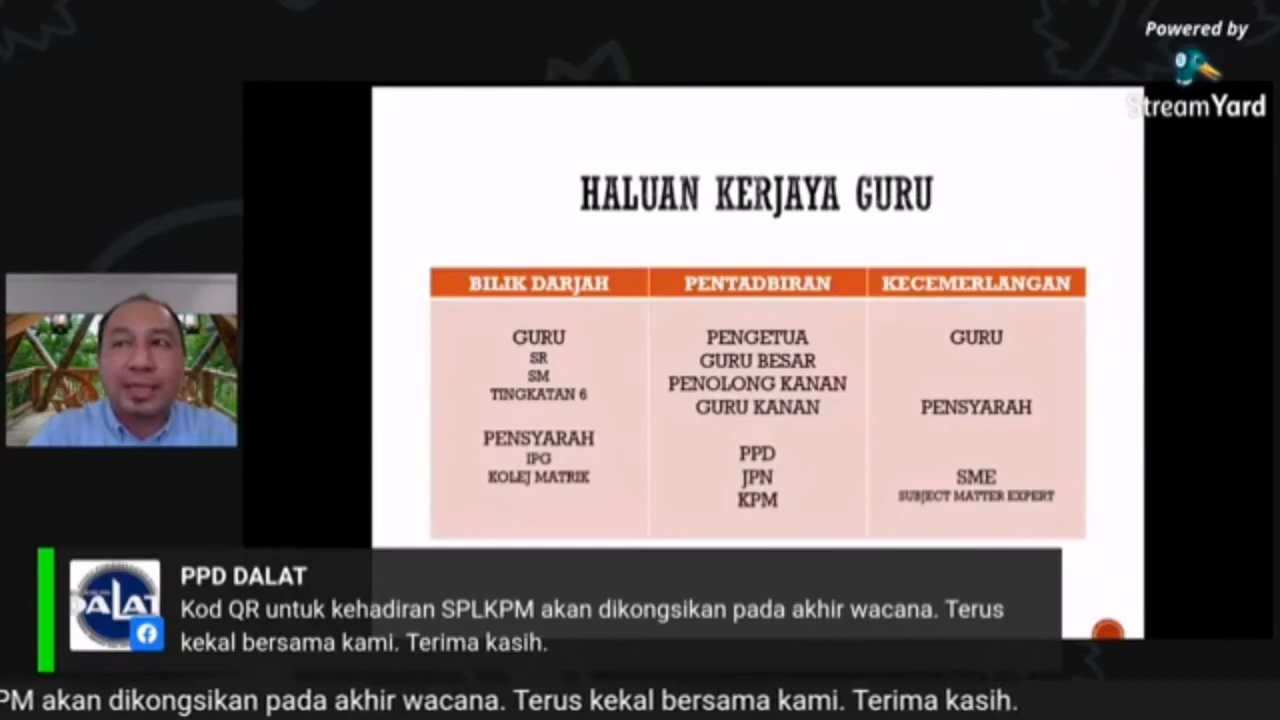 Powered by
StreamYard
HALUAN KERJAYA GURU
BILIK DARJAH
PENTADBIRAN
KECEMERLANGAN
GURU
SR
SM
TINGKATAN 6
PENSYARAH
IPG
KOLEJ MATRIK
PENGETUA
GURU BESAR
PENOLONG KANAN
GURU KANAN
PPD
JPN
KPM
GURU
PENSYARAH
SME
SUBJECT MATTER EXPERT
DALAT
PPD DALAT
Kod QR untuk kehadiran SPLKPM akan dikongsikan pada akhir wacana. Terus
kekal bersama kami. Terima kasih.
PM akan dikongsikan pada akhir wacana. Terus kekal bersama kami. Terima kasih.